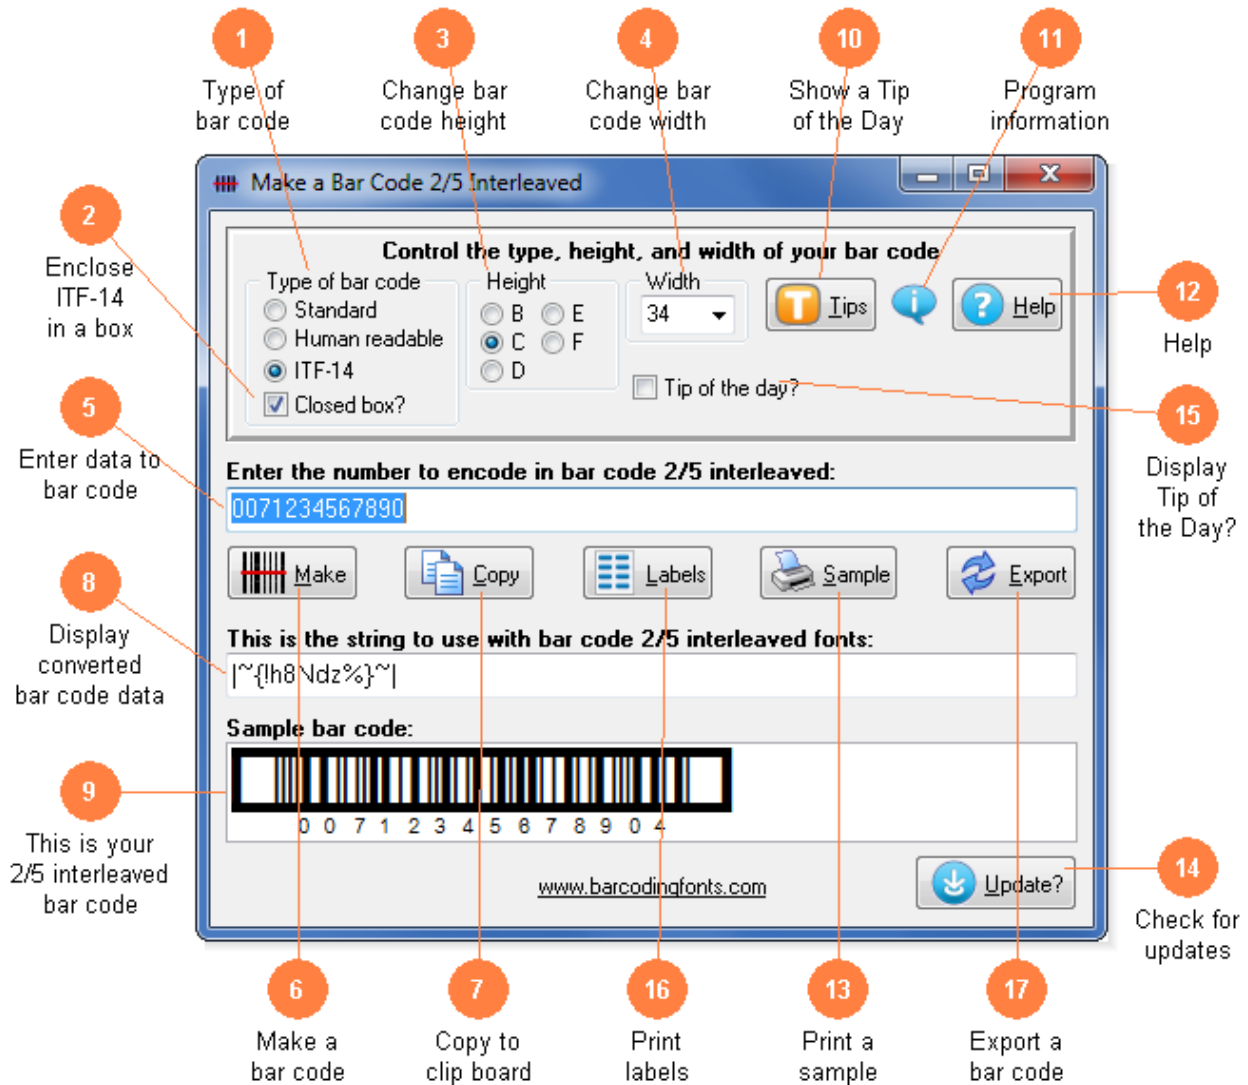 1
3
4
10
11
Type of
bar code
Change bar
code height
Change bar
code width
Show a Tip
of the Day
Program
information
Make a Bar Code 2/5 Interleaved
2
Enclose
ITF-14
in a box
Control the type, height, and width of your bar code
Type of bar code
Standard
Human readable
ITF-14
Closed box?
Height
B
E
C
F
D
Width
34
Tips
Help
Tip of the day?
12
Help
5
Enter data to
bar code
15
Display
Tip of
the Day?
Enter the number to encode in bar code 2/5 interleaved:
0071234567890
Make
Copy
Labels
Sample
Export
8
Display
converted
bar code data
This is the string to use with bar code 2/5 interleaved fonts:
Sample bar code:
0 0 7 1 2 3 4 5 6 7 8 9 0 4
9
This is your
2/5 interleaved
bar code
www.barcodingfonts.com
Update?
14
Check for
updates
6
Make a
bar code
7
Copy to
clip board
16
Print
labels
13
Print a
sample
17
Export a
bar code